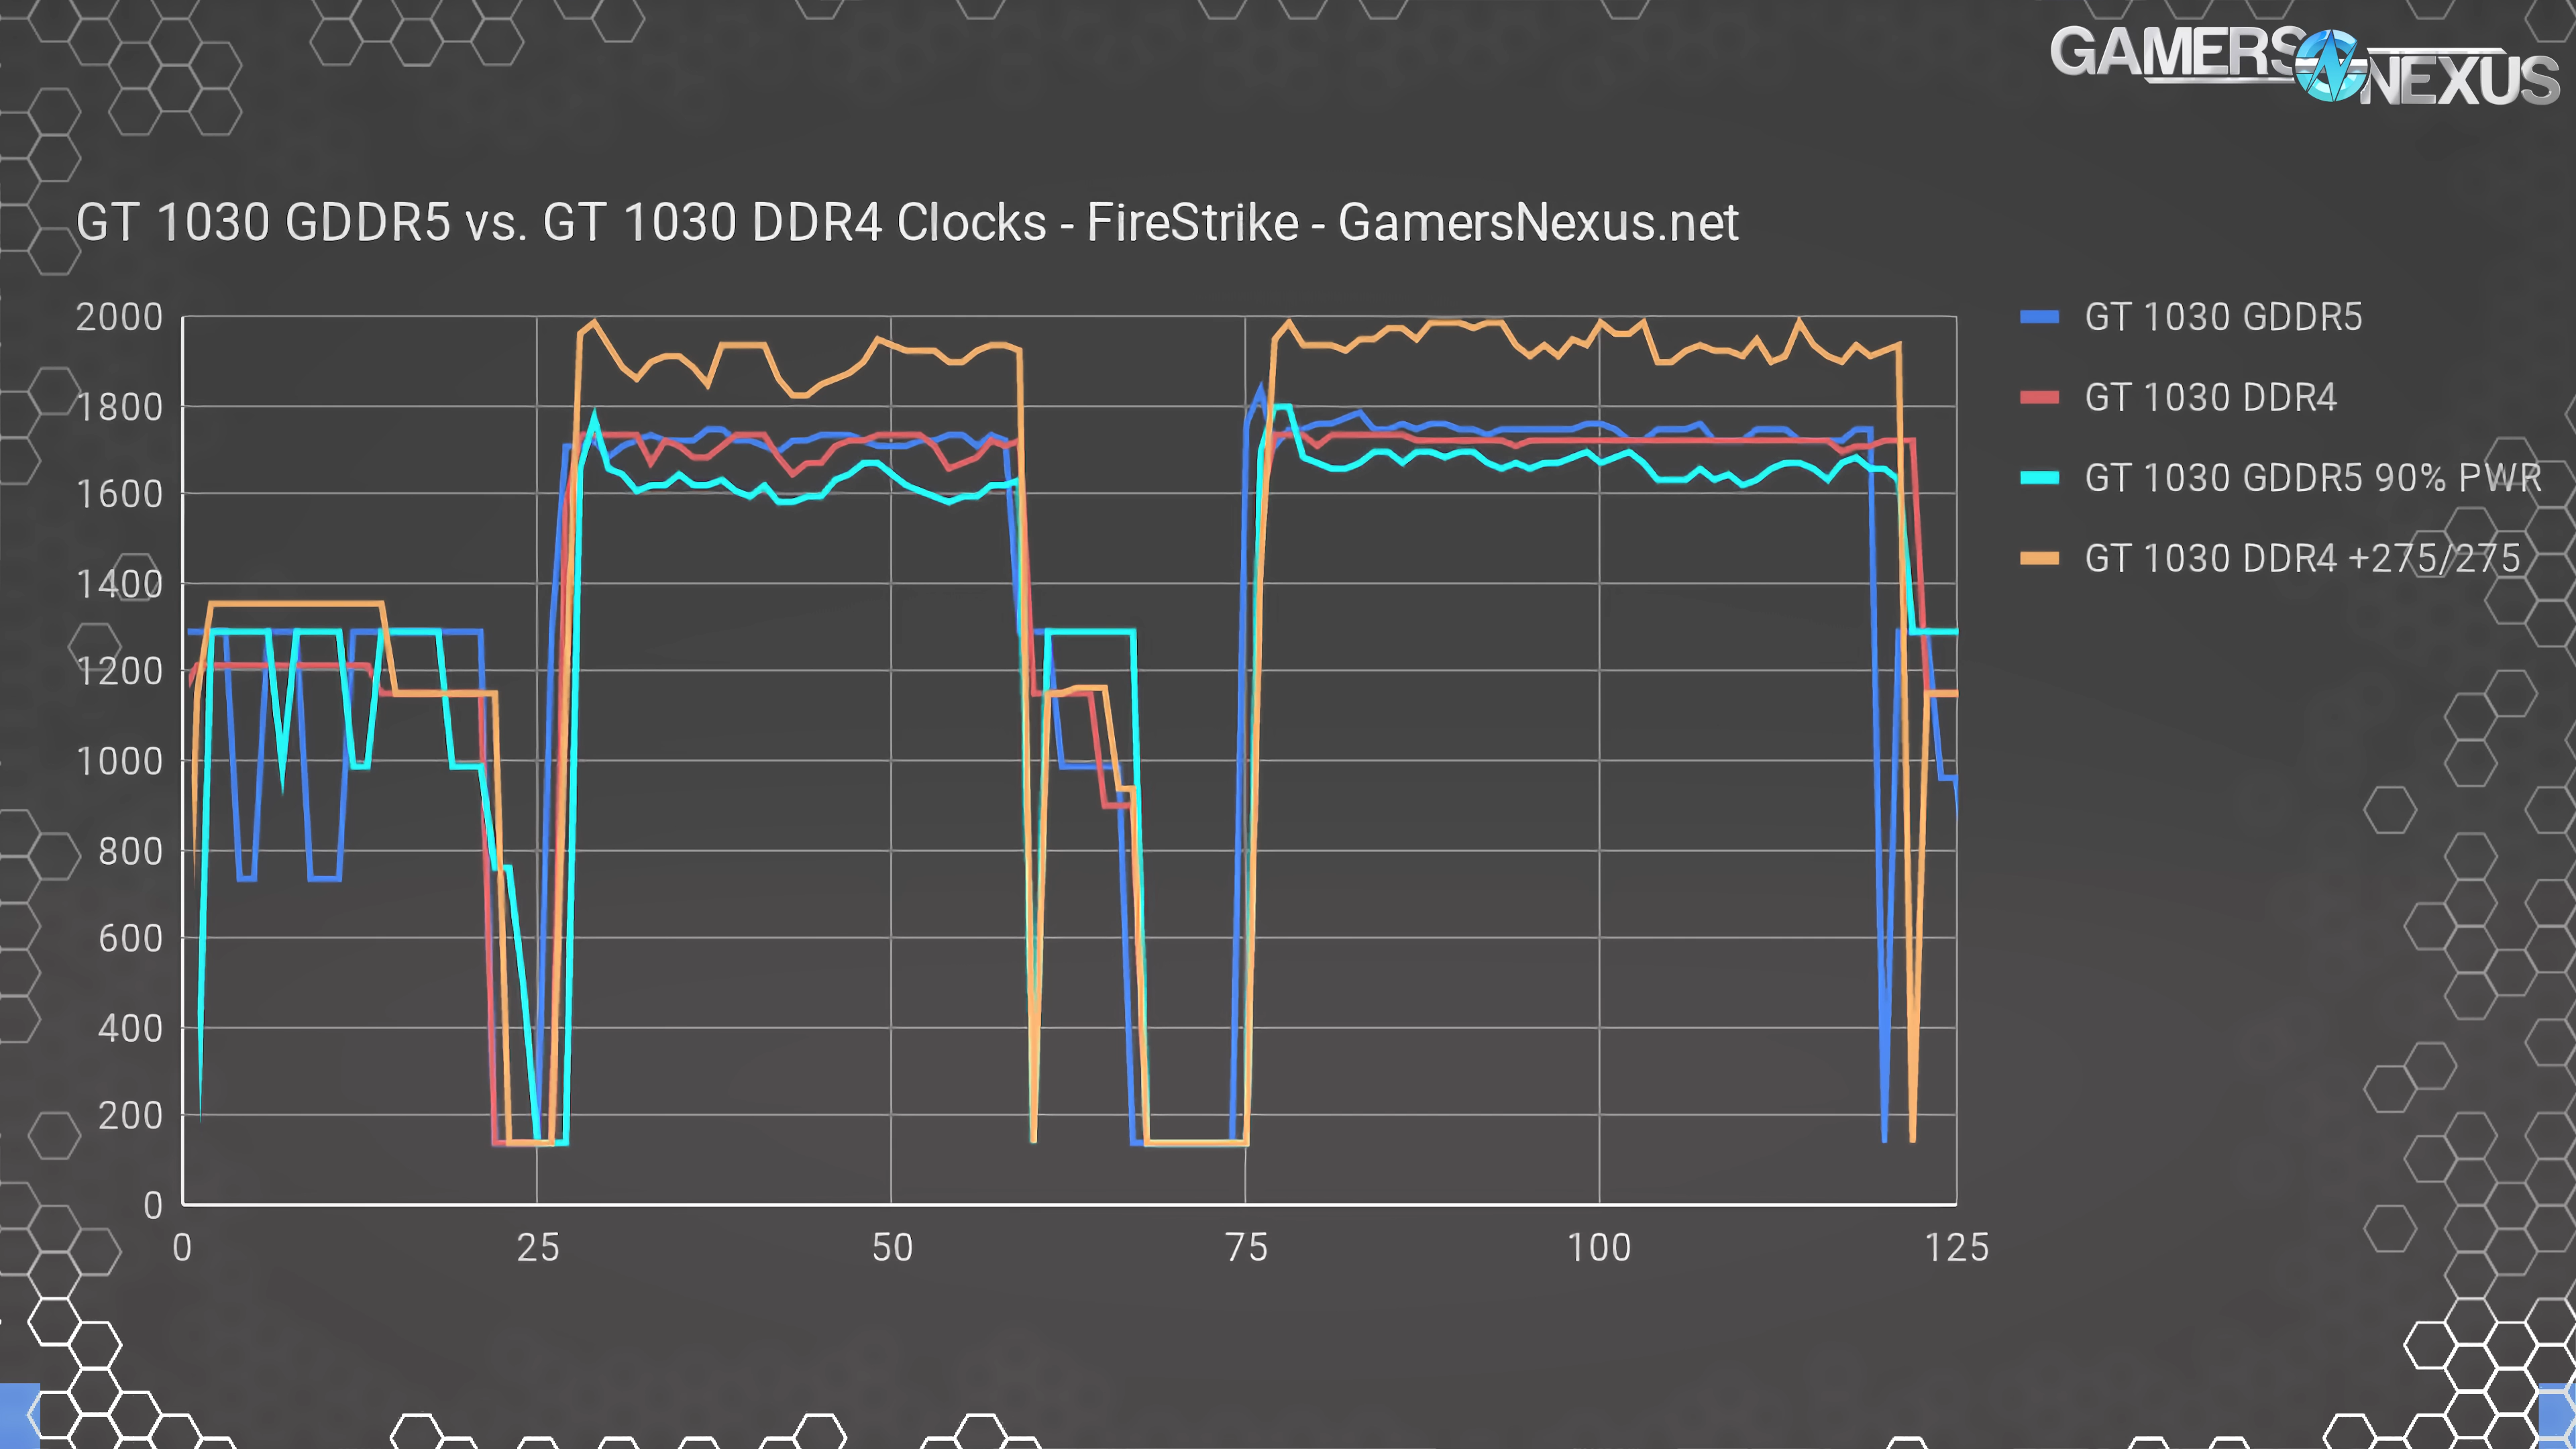 GAMERS NEXUS
GT 1030 GDDR5 vs. GT 1030 DDR4 Clocks - FireStrike - GamersNexus.net
2000
1800
1600
1400
1200
1000
800
600
400
200
0
0 25 50 75 100 125
GT 1030 GDDR5
GT 1030 DDR4
GT 1030 GDDR5 90% PWR
GT 1030 DDR4 +275/275